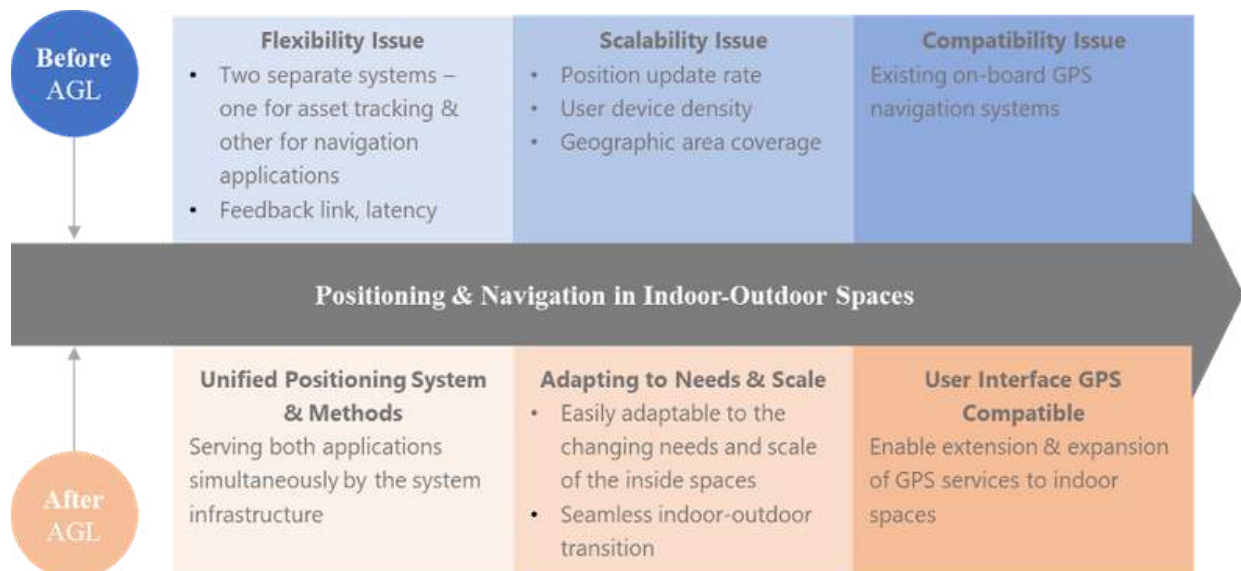 Before
AGL
Flexibility Issue
• Two separate systems –
one for asset tracking &
other for navigation
applications
• Feedback link, latency
Scalability Issue
• Position update rate
• User device density
• Geographic area coverage
Compatibility Issue
Existing on-board GPS
navigation systems
Positioning & Navigation in Indoor-Outdoor Spaces
After
AGL
Unified Positioning System
& Methods
Serving both applications
simultaneously by the system
infrastructure
Adapting to Needs & Scale
• Easily adaptable to the
changing needs and scale
of the inside spaces
• Seamless indoor-outdoor
transition
User Interface GPS
Compatible
Enable extension & expansion
of GPS services to indoor
spaces